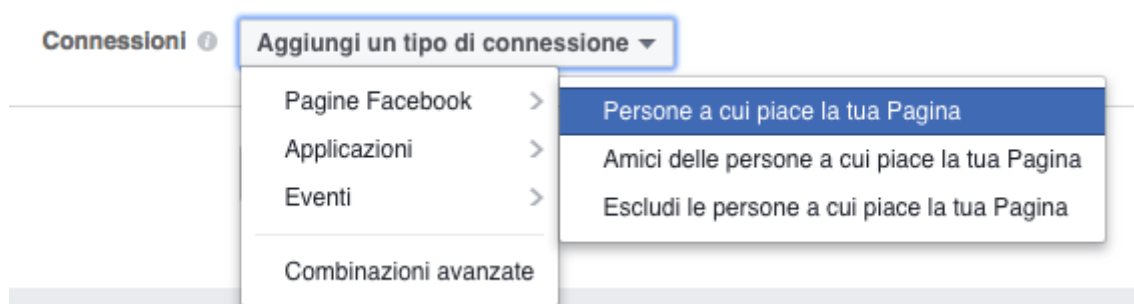 Connessioni
Aggiungi un tipo di connessione
Pagine Facebook
Persone a cui piace la tua Pagina
Applicazioni
Amici delle persone a cui piace la tua Pagina
Eventi
Escludi le persone a cui piace la tua Pagina
Combinazioni avanzate